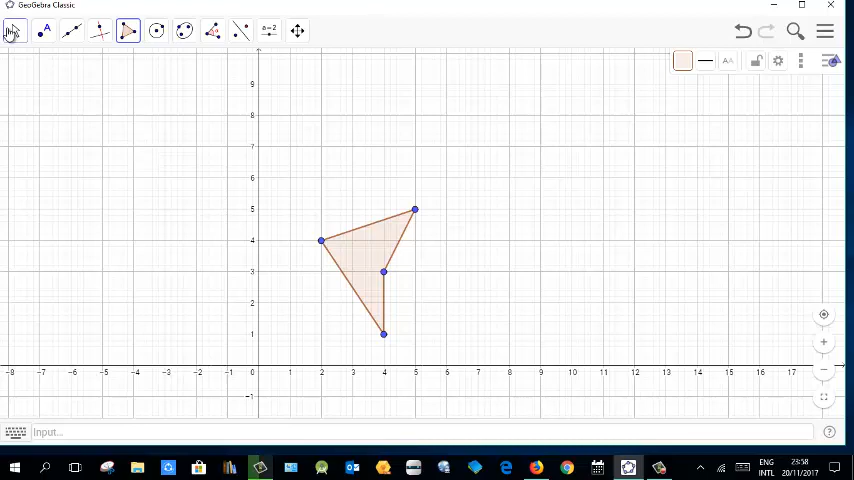 GeoGebra Classic
A
a=2
AA
9
8
7
6
5
4
3
2
1
-8 -7 -6 -5 -4 -3 -2 -1 0 1 2 3 4 5 6 7 8 9 10 11 12 13 14 15 16 17
-1
Input...
ENG 23:58
INTL 20/11/2017